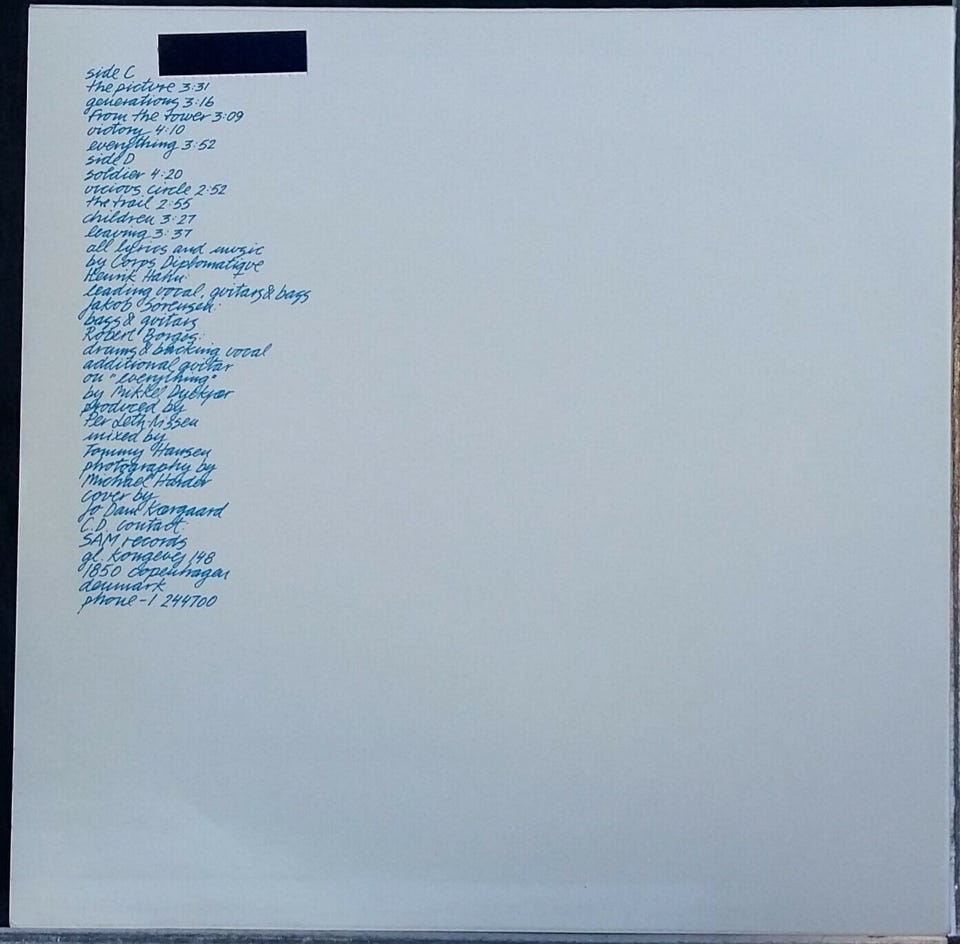 side C
the picture 3:31
generations 3:16
from the tower 3:09
victory 4:10
everything 3:52
side D
soldier 4:20
vicious circle 2:52
the trail 2:55
children 3:27
leaving 3:37
all lyrics and music
by Corps Diplomatique
Henrik Hahn:
leading vocal, guitars & bass
Jakob Sørensen:
bass & guitars
Robert Borges:
drums & backing vocal
additional guitar
on "everything"
by Mikkel Dyekjær
produced by
Per Leth-Nissen
mixed by
Tommy Hansen
photography by
Michael Harder
cover by
Jo Dam Kærgaard
C.D. contact:
SAM records
gl. kongevej 148
1850 copenhagen
denmark
phone -1 244700